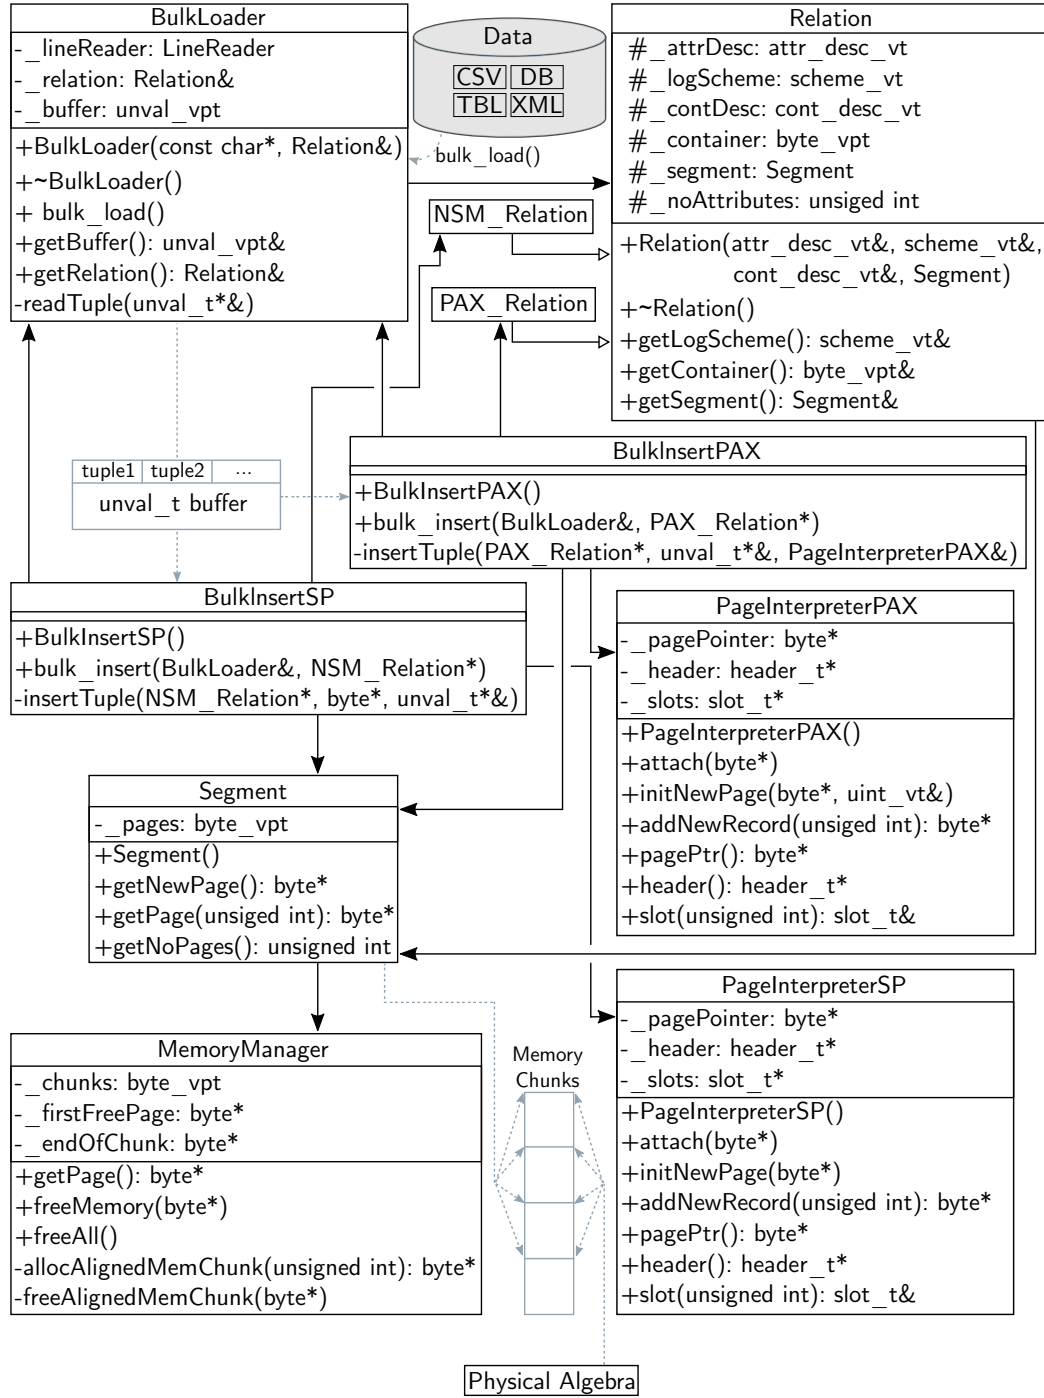 BulkLoader
-_lineReader: LineReader
-_relation: Relation&
-_buffer: unval_vpt
+BulkLoader(const char*, Relation&)
+~BulkLoader()
+ bulk_load()
+getBuffer(): unval_vpt&
+getRelation(): Relation&
-readTuple(unval_t*&)
Data
CSV DB
TBL XML
bulk_load()
Relation
#_attrDesc: attr_desc_vt
#_logScheme: scheme_vt
#_contDesc: cont_desc_vt
#_container: byte_vpt
#_segment: Segment
#_noAttributes: unsiged int
+Relation(attr_desc_vt&, scheme_vt&,
cont_desc_vt&, Segment)
+~Relation()
+getLogScheme(): scheme_vt&
+getContainer(): byte_vpt&
+getSegment(): Segment&
NSM_Relation
PAX_Relation
tuple1 tuple2 ...
unval_t buffer
BulkInsertPAX
+BulkInsertPAX()
+bulk_insert(BulkLoader&, PAX_Relation*)
-insertTuple(PAX_Relation*, unval_t*&, PageInterpreterPAX&)
BulkInsertSP
+BulkInsertSP()
+bulk_insert(BulkLoader&, NSM_Relation*)
-insertTuple(NSM_Relation*, byte*, unval_t*&)
PageInterpreterPAX
-_pagePointer: byte*
-_header: header_t*
-_slots: slot_t*
+PageInterpreterPAX()
+attach(byte*)
+initNewPage(byte*, uint_vt&)
+addNewRecord(unsiged int): byte*
+pagePtr(): byte*
+header(): header_t*
+slot(unsigned int): slot_t&
Segment
-_pages: byte_vpt
+Segment()
+getNewPage(): byte*
+getPage(unsiged int): byte*
+getNoPages(): unsigned int
MemoryManager
-_chunks: byte_vpt
-_firstFreePage: byte*
-_endOfChunk: byte*
+getPage(): byte*
+freeMemory(byte*)
+freeAll()
-allocAlignedMemChunk(unsigned int): byte*
-freeAlignedMemChunk(byte*)
Memory
Chunks
PageInterpreterSP
-_pagePointer: byte*
-_header: header_t*
-_slots: slot_t*
+PageInterpreterSP()
+attach(byte*)
+initNewPage(byte*)
+addNewRecord(unsiged int): byte*
+pagePtr(): byte*
+header(): header_t*
+slot(unsigned int): slot_t&
Physical Algebra